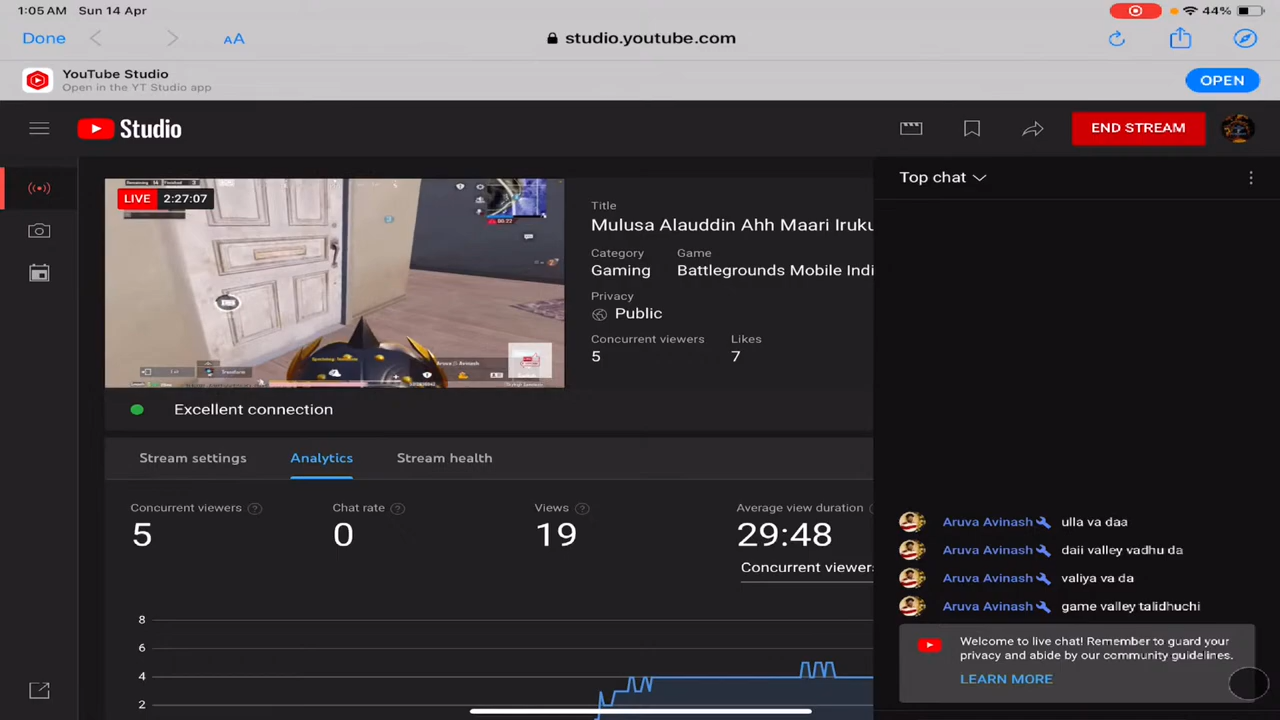 1:05 AM Sun 14 Apr 44%
Done AA studio.youtube.com
YouTube Studio
Open in the YT Studio app
OPEN
Studio
END STREAM
LIVE 2:27:07
Title
Mulusa Alauddin Ahh Maari Iruku
Category Game
Gaming Battlegrounds Mobile Indi
Privacy
Public
Concurrent viewers Likes
5 7
Excellent connection
Stream settings Analytics Stream health
Concurrent viewers Chat rate Views Average view duration
5 0 19 29:48
Concurrent viewers
8
6
4
2
Top chat
Aruva Avinash ulla va daa
Aruva Avinash daii valley vadhu da
Aruva Avinash valiya va da
Aruva Avinash game valley talidhuchi
Welcome to live chat! Remember to guard your
privacy and abide by our community guidelines.
LEARN MORE